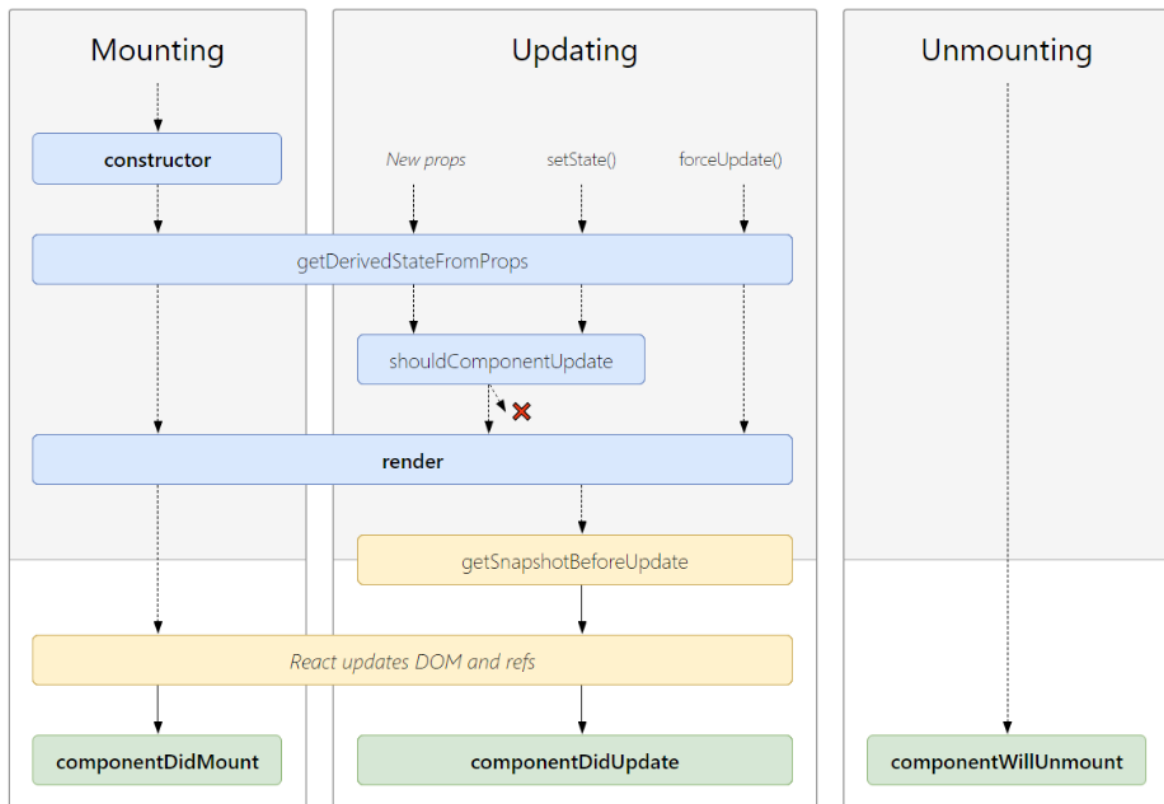 Mounting
Updating
Unmounting
constructor
New props
setState()
forceUpdate()
getDerivedStateFromProps
shouldComponentUpdate
render
getSnapshotBeforeUpdate
React updates DOM and refs
componentDidMount
componentDidUpdate
componentWillUnmount